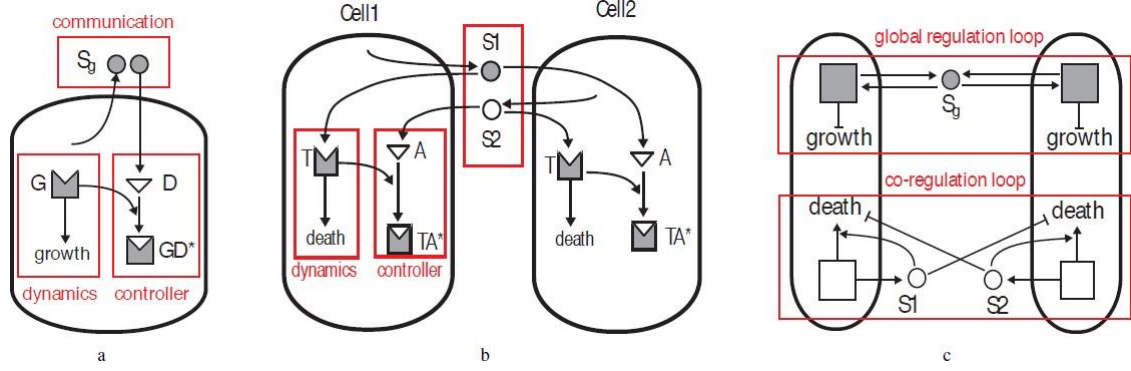 communication
Sg
G
D
growth
GD*
dynamics
controller
a
Cell1
Cell2
S1
S2
T
A
death
TA*
dynamics
controller
T
A
death
TA*
b
global regulation loop
Sg
growth
growth
co-regulation loop
death
death
S1
S2
c